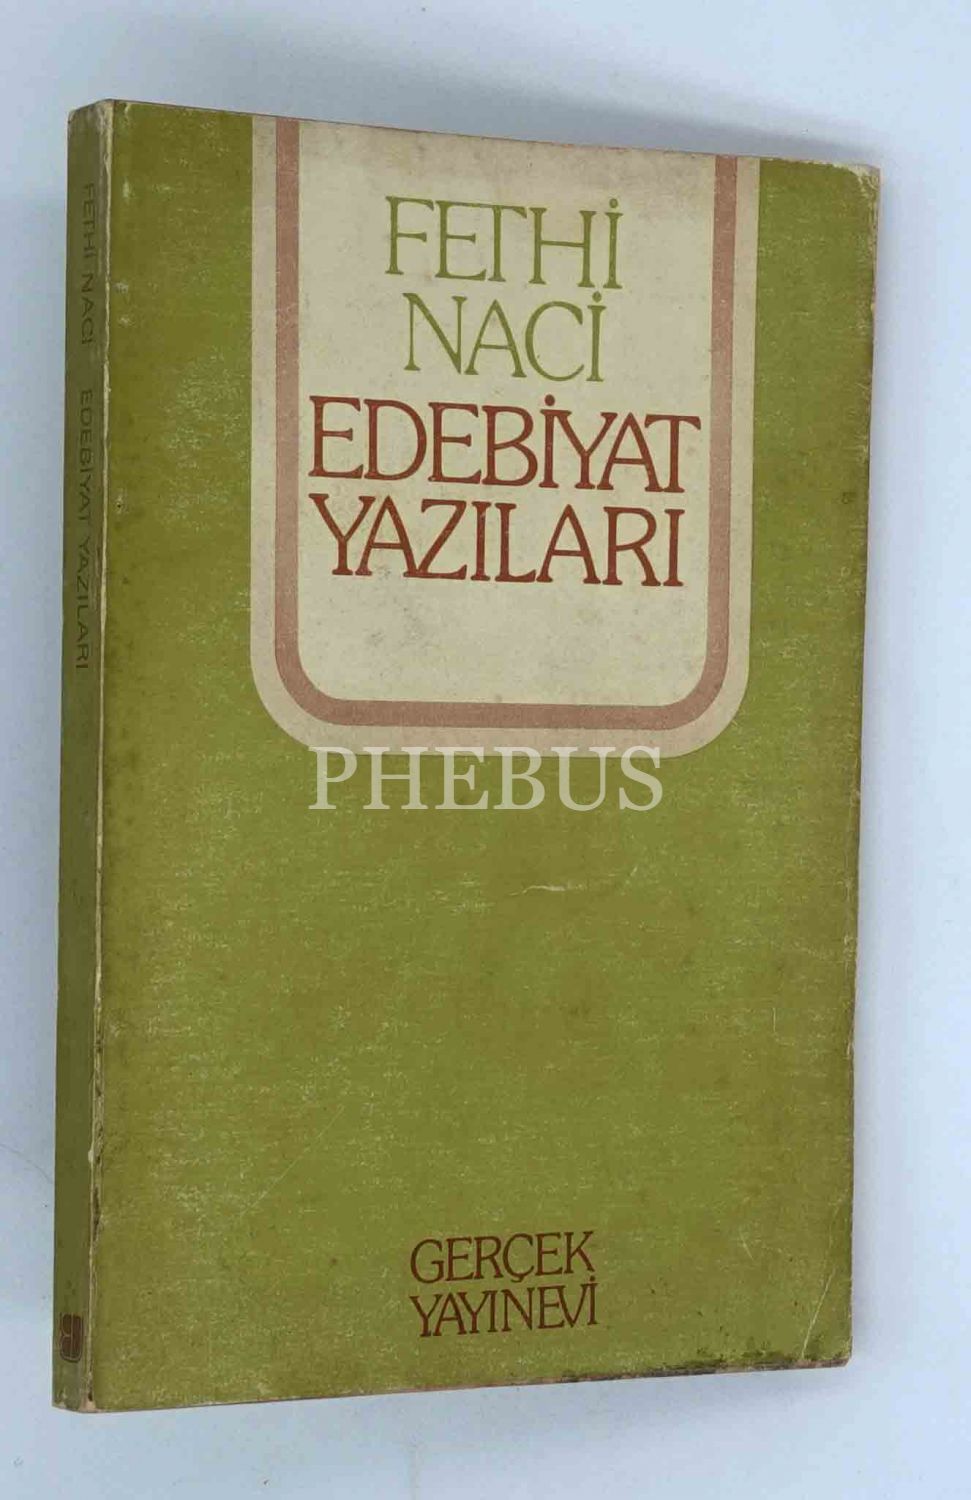 FETHİ
NACİ
EDEBİYAT
YAZILARI
PHEBUS
GERÇEK
YAYINEVİ
FETHİ NACİ EDEBİYAT YAZILARI